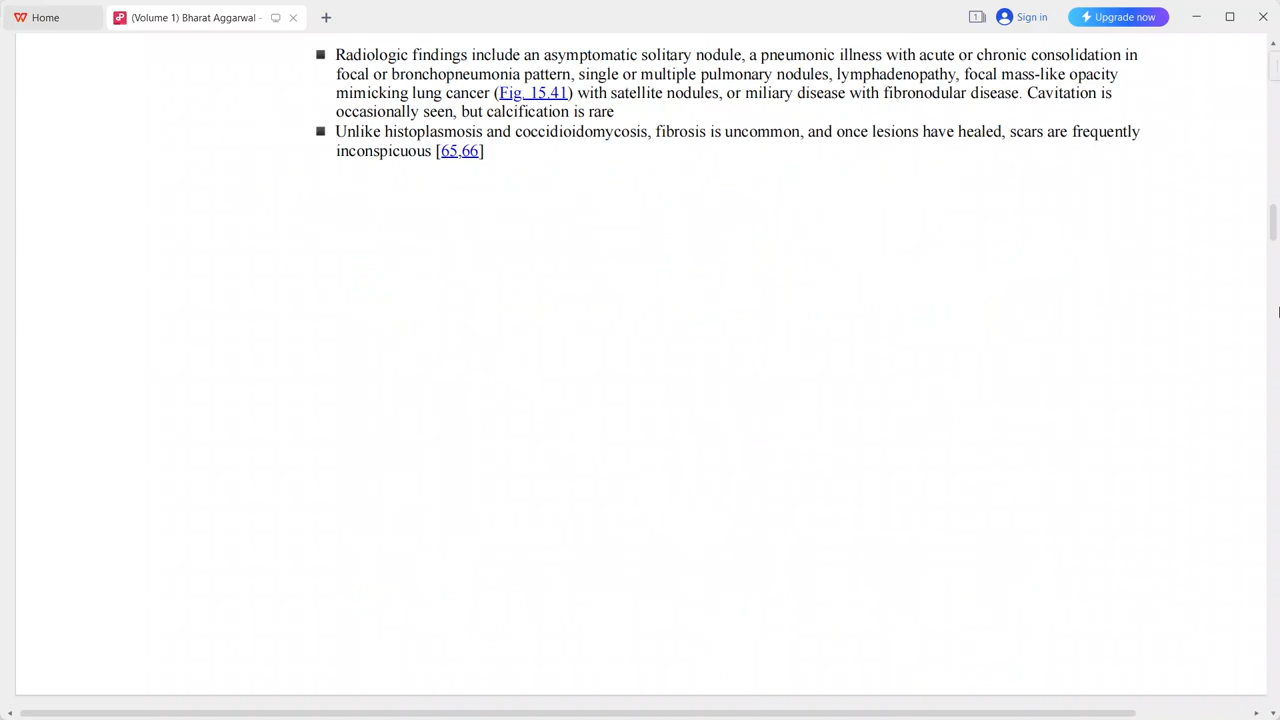 Home
(Volume 1) Bharat Aggarwal -
1
Sign in
Upgrade now
▪ Radiologic findings include an asymptomatic solitary nodule, a pneumonic illness with acute or chronic consolidation in
focal or bronchopneumonia pattern, single or multiple pulmonary nodules, lymphadenopathy, focal mass-like opacity
mimicking lung cancer (Fig. 15.41) with satellite nodules, or miliary disease with fibronodular disease. Cavitation is
occasionally seen, but calcification is rare
▪ Unlike histoplasmosis and coccidioidomycosis, fibrosis is uncommon, and once lesions have healed, scars are frequently
inconspicuous [65,66]